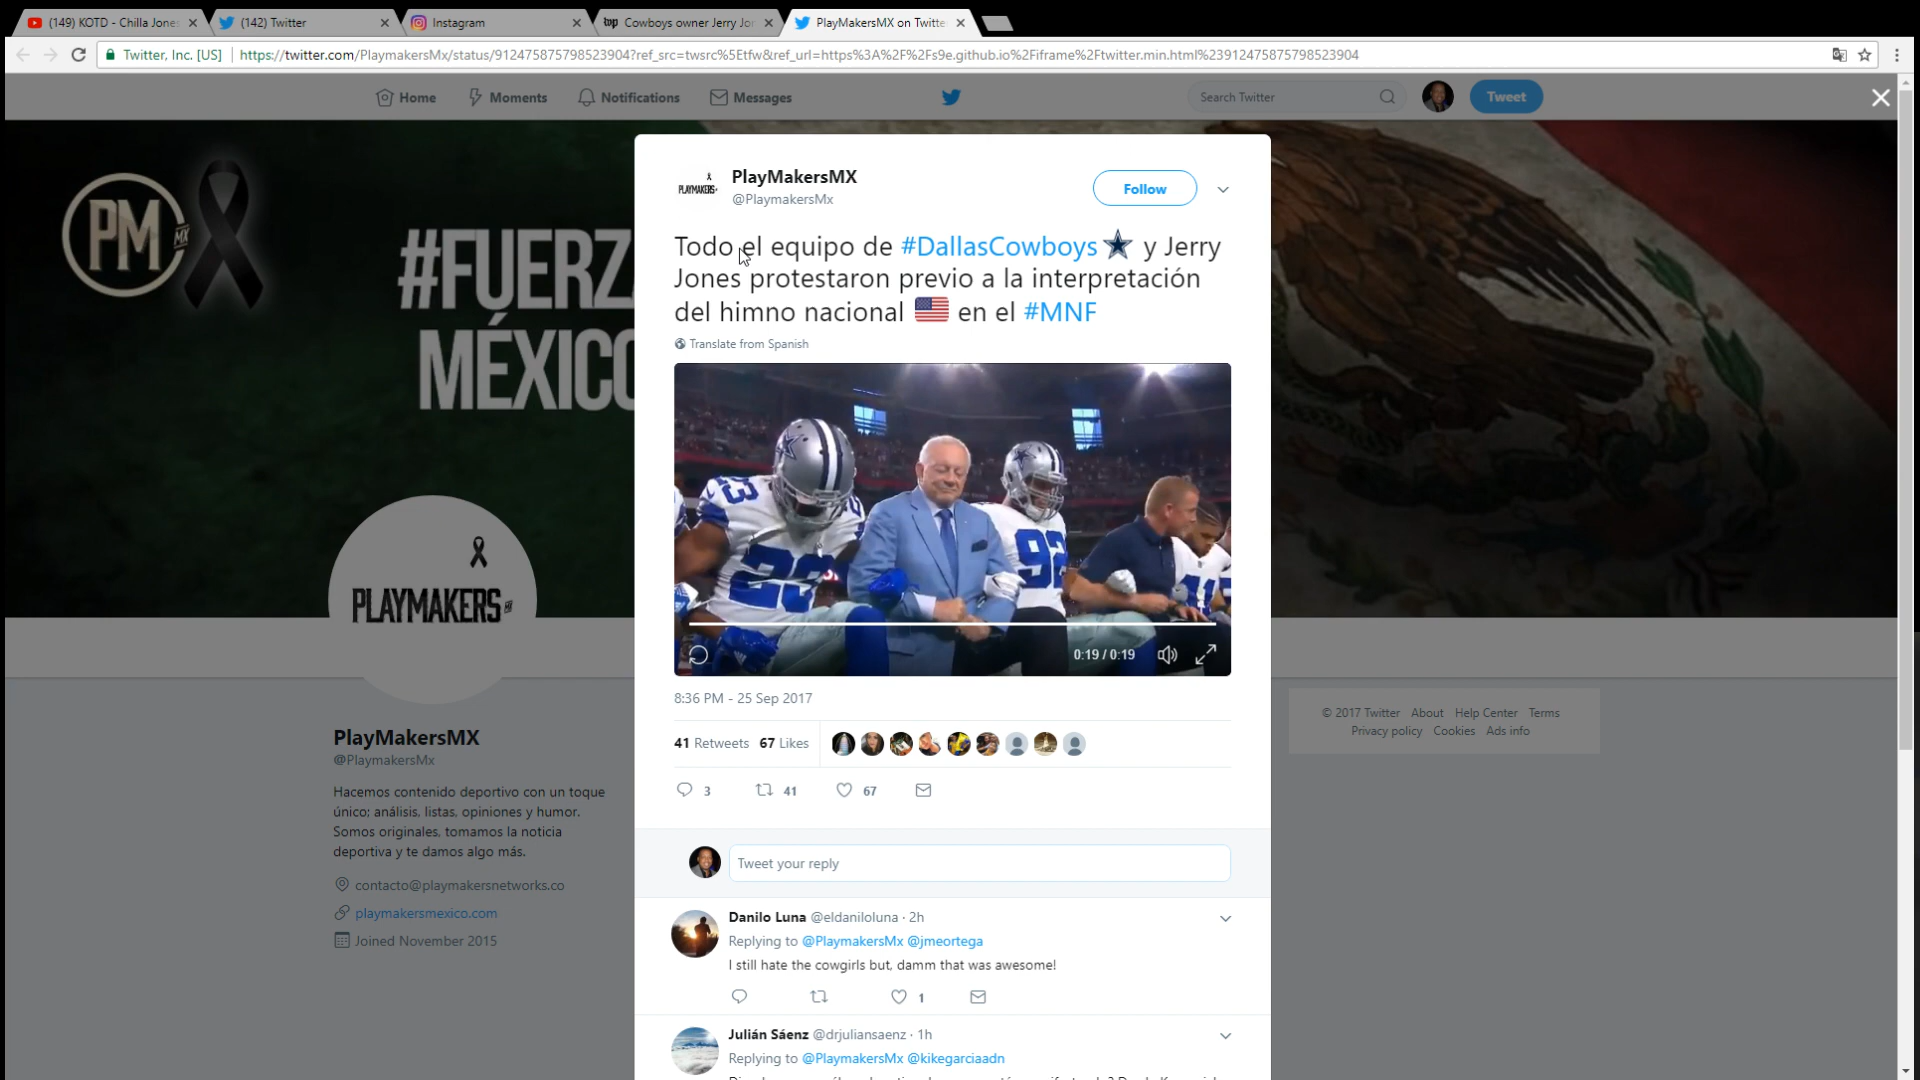 (149) KOTD - Chilla Jones
(142) Twitter
Instagram
Cowboys owner Jerry Jon
PlayMakersMX on Twitte
Twitter, Inc. [US] https://twitter.com/PlaymakersMx/status/912475875798523904?ref_src=twsrc%5Etfw&ref_url=https%3A%2F%2Fs9e.github.io%2Fiframe%2Ftwitter.min.html%23912475875798523904
Home Moments Notifications Messages
Search Twitter
Tweet
PM
MX
#FUERZ
MÉXICO
PLAYMAKERS
PLAYMAKERS
PlayMakersMX
@PlaymakersMx
Follow
Todo el equipo de #DallasCowboys y Jerry
Jones protestaron previo a la interpretación
del himno nacional en el #MNF
Translate from Spanish
23
23
92
0:19 / 0:19
8:36 PM - 25 Sep 2017
41 Retweets 67 Likes
3 41 67
Tweet your reply
Danilo Luna @eldaniloluna · 2h
Replying to @PlaymakersMx @jmeortega
I still hate the cowgirls but, damm that was awesome!
1
Julián Sáenz @drjuliansaenz · 1h
Replying to @PlaymakersMx @kikegarciaadn
PlayMakersMX
@PlaymakersMx
Hacemos contenido deportivo con un toque
único; análisis, listas, opiniones y humor.
Somos originales, tomamos la noticia
deportiva y te damos algo más.
contacto@playmakersnetworks.co
playmakersmexico.com
Joined November 2015
© 2017 Twitter About Help Center Terms
Privacy policy Cookies Ads info